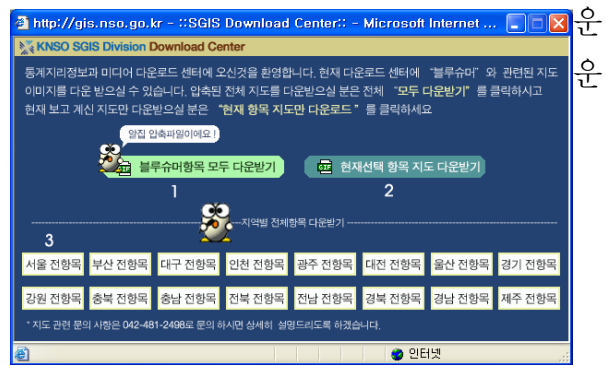 http://gis.nso.go.kr - ::SGIS Download Center:: - Microsoft Internet ...
운
KNSO SGIS Division Download Center
통계지리정보과 미디어 다운로드 센터에 오신것을 환영합니다. 현재 다운로드 센터에 “블루슈머” 와 관련된 지도
운
이미지를 다운 받으실 수 있습니다. 압축된 전체 지도를 다운받으실 분은 전체 “모두 다운받기” 를 클릭하시고
현재 보고 계신 지도만 다운받으실 분은 “현재 항목 지도만 다운로드” 를 클릭하세요
알집 압축파일이에요!
GIF 블루슈머항목 모두 다운받기 GIF 현재선택 항목 지도 다운받기
1 2
지역별 전체항목 다운받기
3
서울 전항목 부산 전항목 대구 전항목 인천 전항목 광주 전항목 대전 전항목 울산 전항목 경기 전항목
강원 전항목 충북 전항목 충남 전항목 전북 전항목 전남 전항목 경북 전항목 경남 전항목 제주 전항목
* 지도 관련 문의 사항은 042-481-2498로 문의 하시면 상세히 설명드리도록 하겠습니다.
인터넷